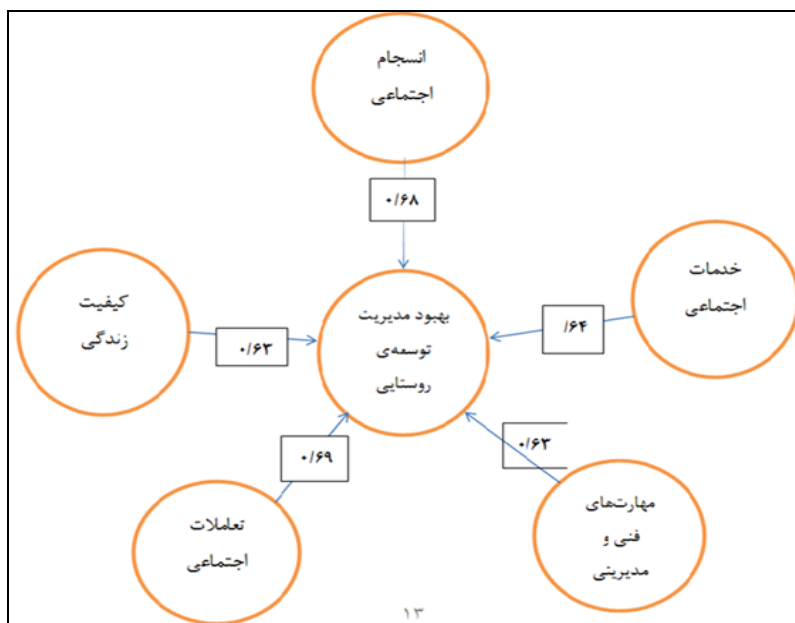 انسجام
اجتماعی
۰/۶۸
خدمات
اجتماعی
/۶۴
کیفیت
زندگی
۰/۶۳
بهبود مدیریت
توسعه‌ی
روستایی
۰/۶۳
مهارت‌های
فنی و
مدیرینی
۰/۶۹
تعاملات
اجتماعی
۱۳